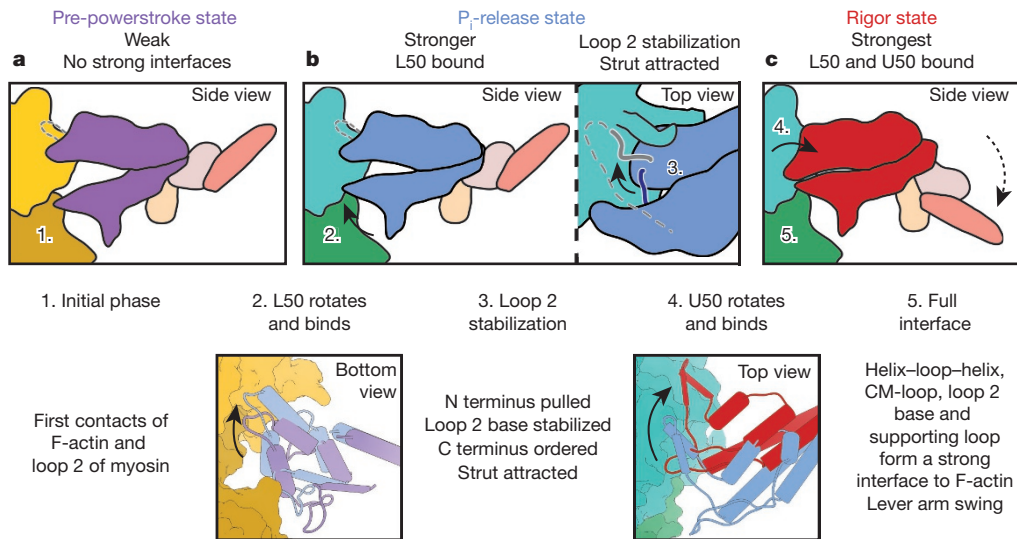 Pre-powerstroke state
Weak
No strong interfaces
Pi-release state
Stronger
L50 bound
Loop 2 stabilization
Strut attracted
Rigor state
Strongest
L50 and U50 bound
a
b
c
Side view
Side view
Top view
Side view
1.
2.
3.
4.
5.
1. Initial phase
2. L50 rotates
and binds
3. Loop 2
stabilization
4. U50 rotates
and binds
5. Full
interface
First contacts of
F-actin and
loop 2 of myosin
Bottom
view
N terminus pulled
Loop 2 base stabilized
C terminus ordered
Strut attracted
Top view
Helix–loop–helix,
CM-loop, loop 2
base and
supporting loop
form a strong
interface to F-actin
Lever arm swing